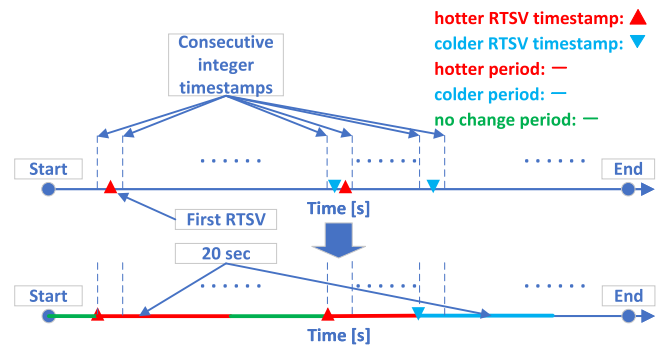 hotter RTSV timestamp:
colder RTSV timestamp:
hotter period:
colder period:
no change period:
Consecutive
integer
timestamps
Start
End
Time [s]
First RTSV
20 sec
Start
End
Time [s]